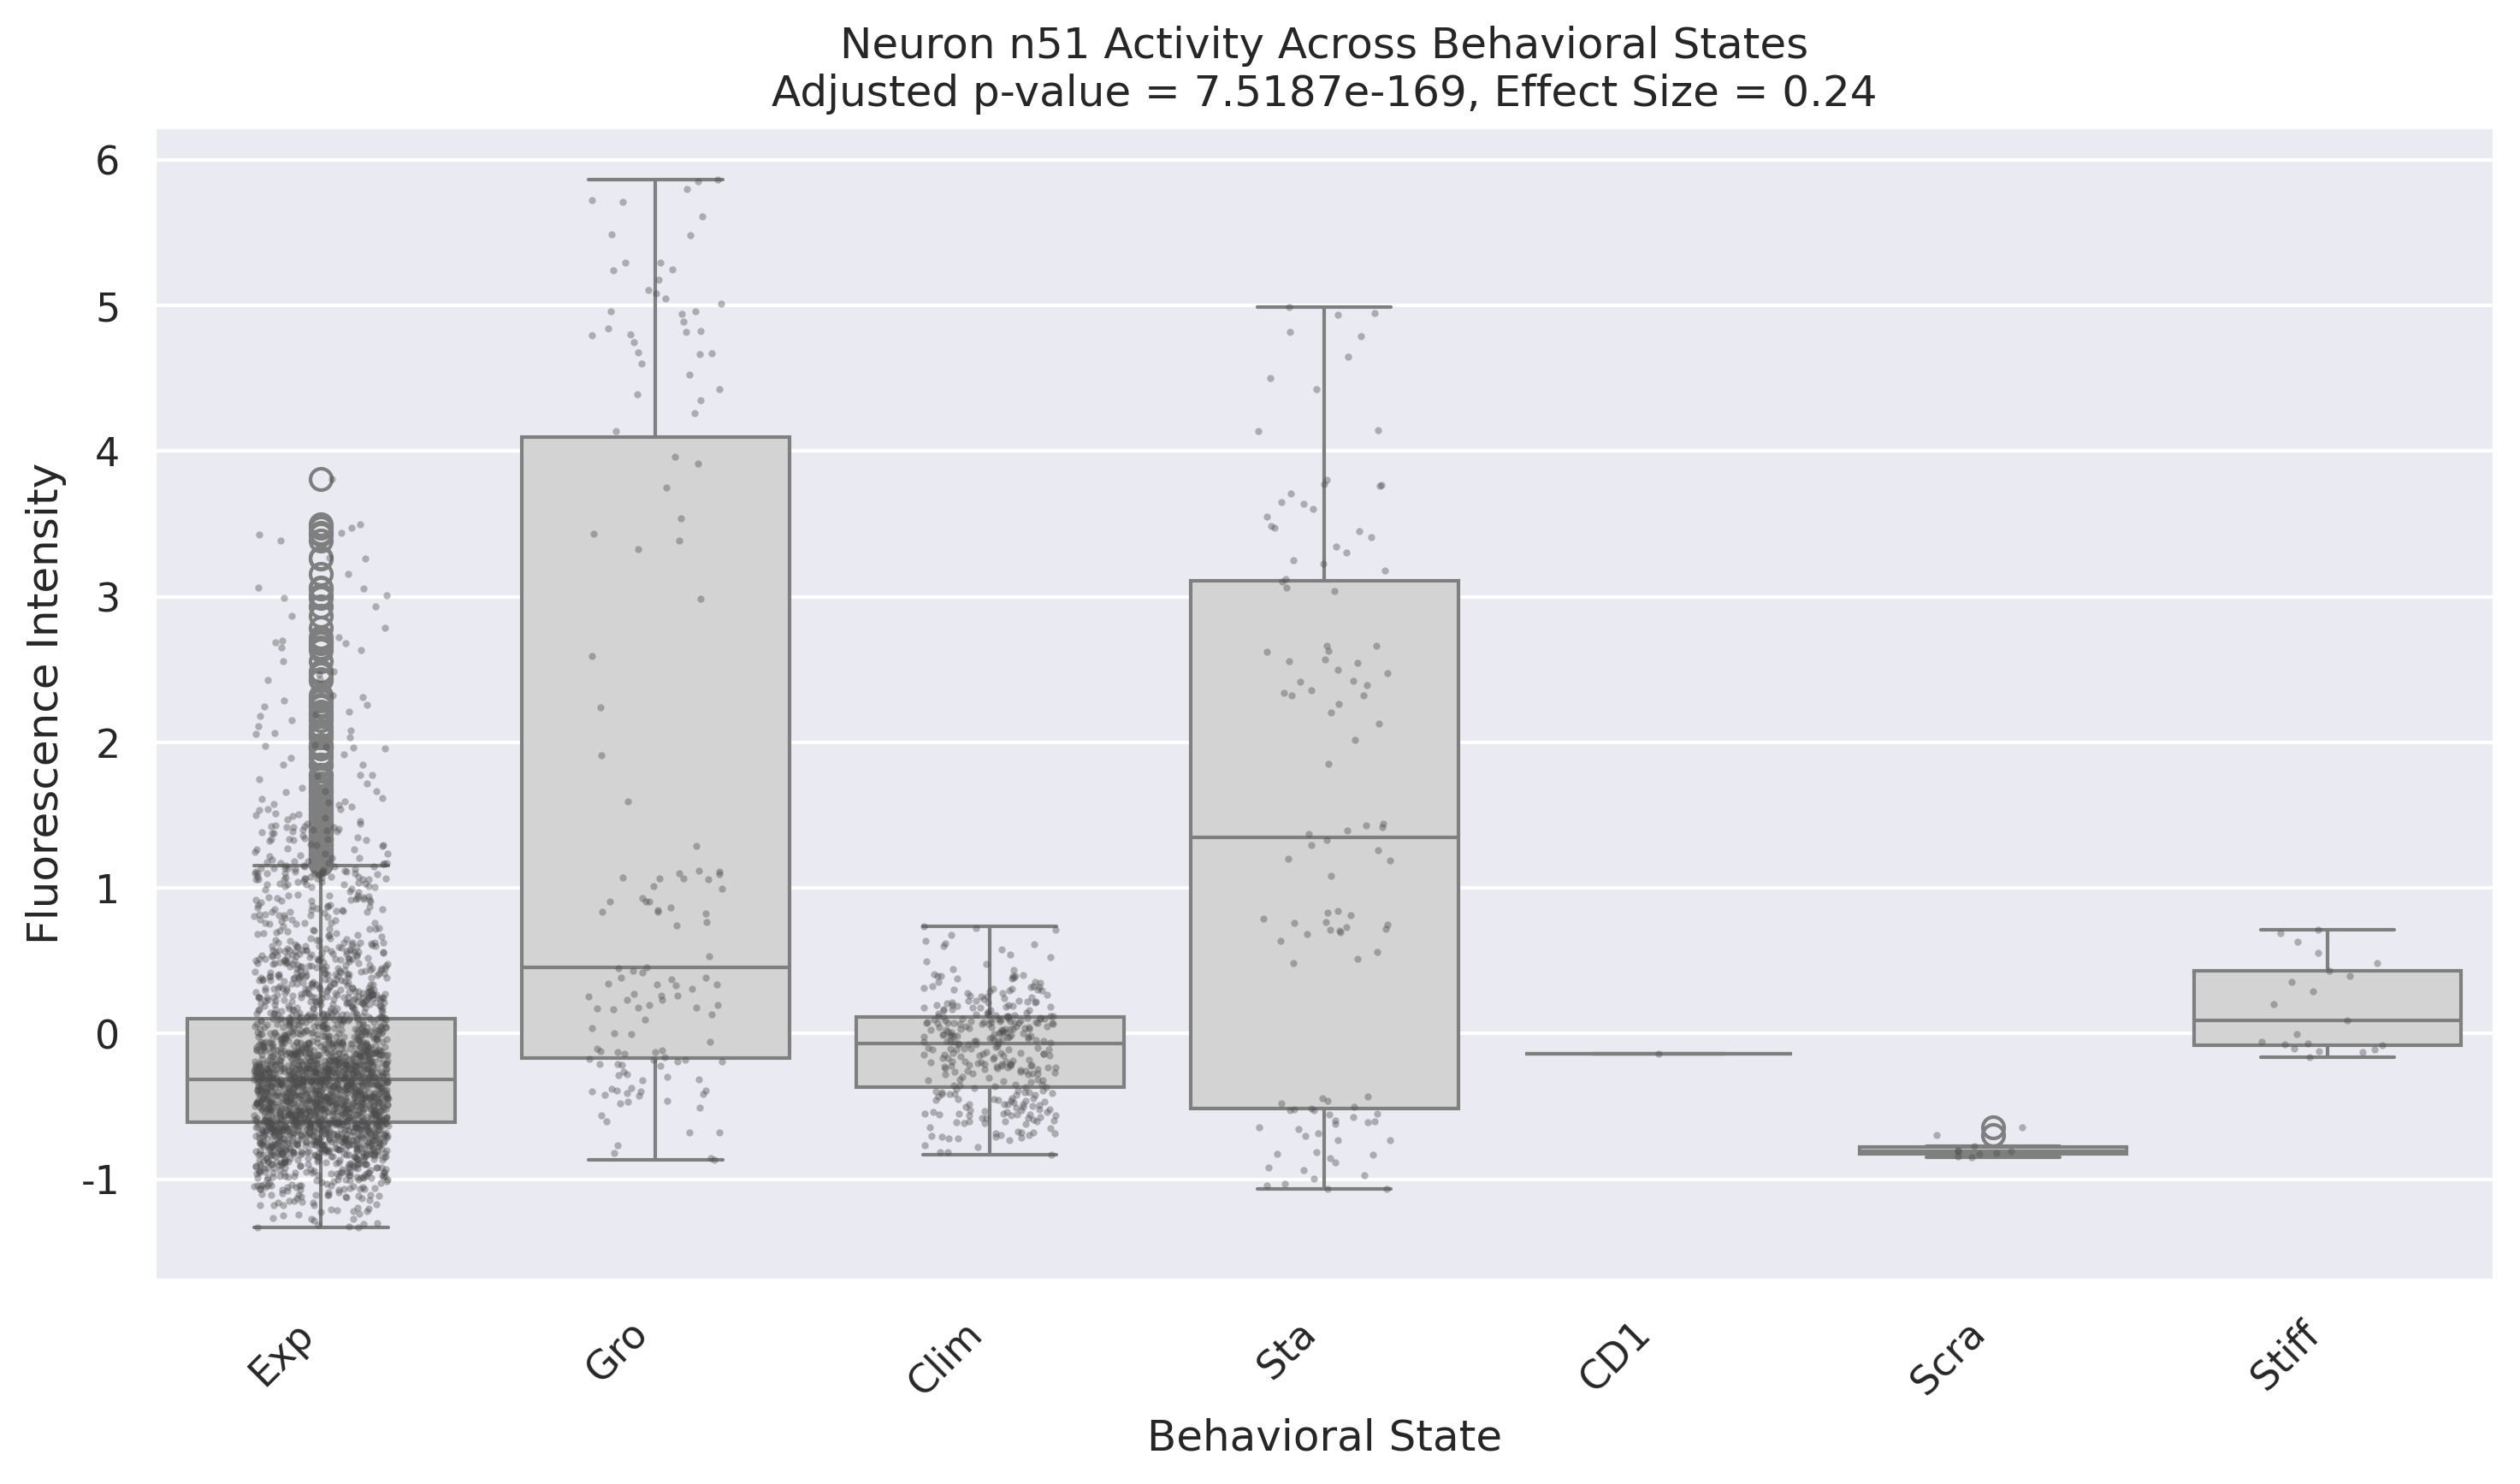 Neuron n51 Activity Across Behavioral States
Adjusted p-value = 7.5187e-169, Effect Size = 0.24
Fluorescence Intensity
6
5
4
3
2
1
0
-1
Exp
Gro
Clim
Sta
CD1
Scra
Stiff
Behavioral State